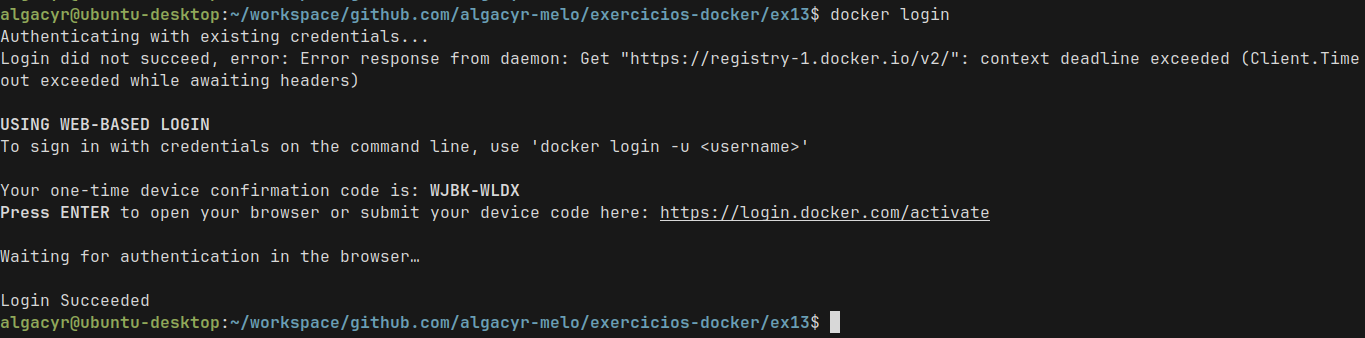 algacyr@ubuntu-desktop:~/workspace/github.com/algacyr-melo/exercicios-docker/ex13$ docker login
Authenticating with existing credentials...
Login did not succeed, error: Error response from daemon: Get "https://registry-1.docker.io/v2/": context deadline exceeded (Client.Time
out exceeded while awaiting headers)
USING WEB-BASED LOGIN
To sign in with credentials on the command line, use 'docker login -u <username>'
Your one-time device confirmation code is: WJBK-WLDX
Press ENTER to open your browser or submit your device code here: https://login.docker.com/activate
Waiting for authentication in the browser…
Login Succeeded
algacyr@ubuntu-desktop:~/workspace/github.com/algacyr-melo/exercicios-docker/ex13$